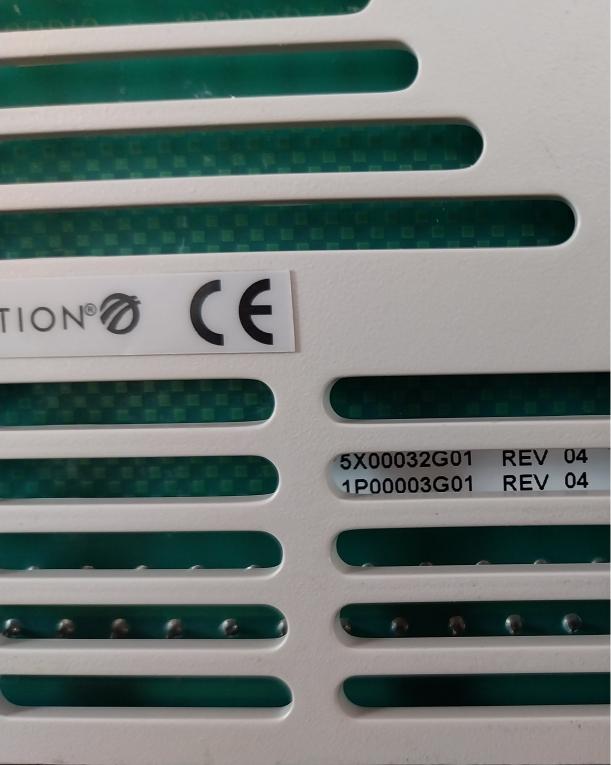 TION®
CE
5X00032G01 REV 04
1P00003G01 REV 04